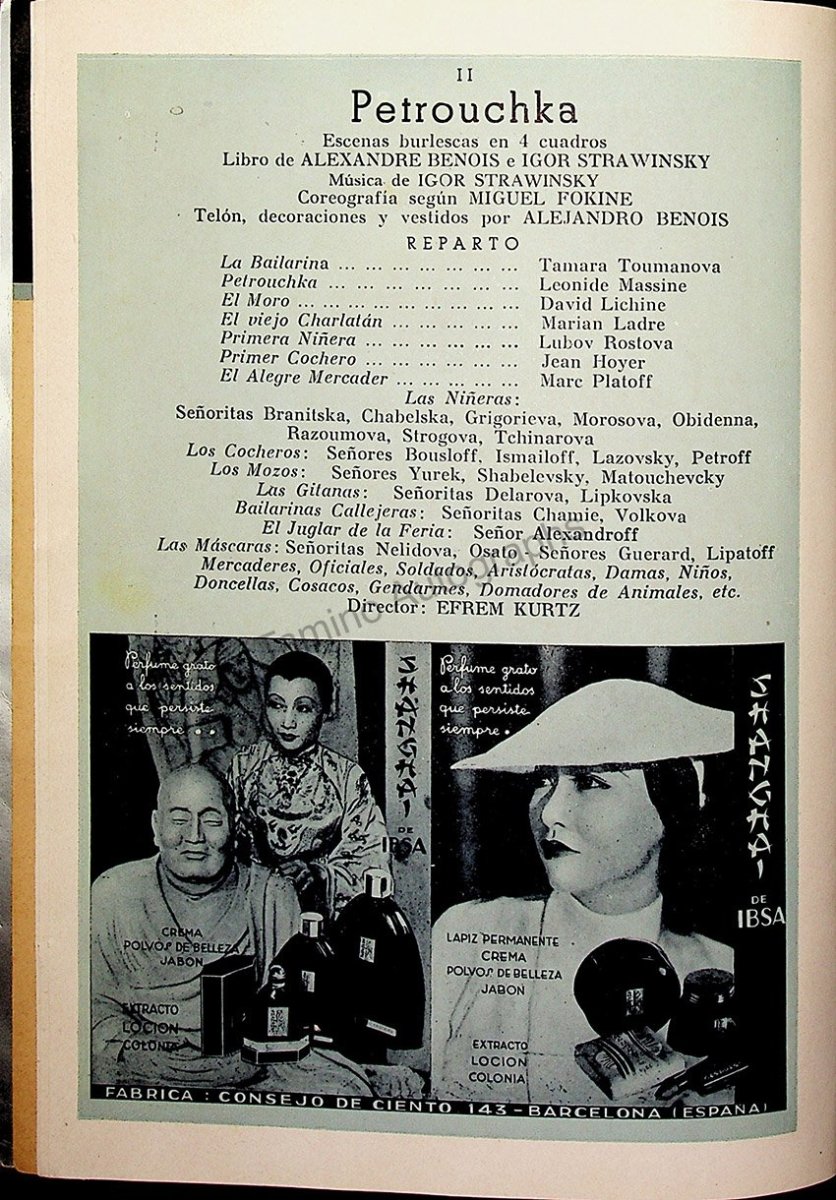 II
Petrouchka
Escenas burlescas en 4 cuadros
Libro de ALEXANDRE BENOIS e IGOR STRAWINSKY
Música de IGOR STRAWINSKY
Coreografía según MIGUEL FOKINE
Telón, decoraciones y vestidos por ALEJANDRO BENOIS
REPARTO
La Bailarina ... ... ... ... ... ... ... Tamara Toumanova
Petrouchka ... ... ... ... ... ... ... Leonide Massine
El Moro ... ... ... ... ... ... ... ... ... David Lichine
El viejo Charlatán ... ... ... ... ... Marian Ladre
Primera Niñera ... ... ... ... ... ... Lubov Rostova
Primer Cochero ... ... ... ... ... ... Jean Hoyer
El Alegre Mercader ... ... ... ... ... Marc Platoff
Las Niñeras:
Señoritas Branitska, Chabelska, Grigorieva, Morosova, Obidenna,
Razoumova, Strogova, Tchinarova
Los Cocheros: Señores Bousloff, Ismailoff, Lazovsky, Petroff
Los Mozos: Señores Yurek, Shabelevsky, Matouchevcky
Las Gitanas: Señoritas Delarova, Lipkovska
Bailarinas Callejeras: Señoritas Chamie, Volkova
El Juglar de la Feria: Señor Alexandroff
Las Máscaras: Señoritas Nelidova, Osato. Señores Guerard, Lipatoff
Mercaderes, Oficiales, Soldados, Aristócratas, Damas, Niños,
Doncellas, Cosacos, Gendarmes, Domadores de Animales, etc.
Director: EFREM KURTZ
Tamino Autographs
Perfume grato
a los sentidos
que persiste
siempre...
SHANGHAI
DE
IBSA
CREMA
POLVOS DE BELLEZA
JABON
EXTRACTO
LOCION
COLONIA
Perfume grato
a los sentidos
que persiste
siempre.
SHANGHAI
DE
IBSA
LAPIZ PERMANENTE
CREMA
POLVOS DE BELLEZA
JABON
EXTRACTO
LOCION
COLONIA
FABRICA : CONSEJO DE CIENTO 143 - BARCELONA (ESPAÑA)